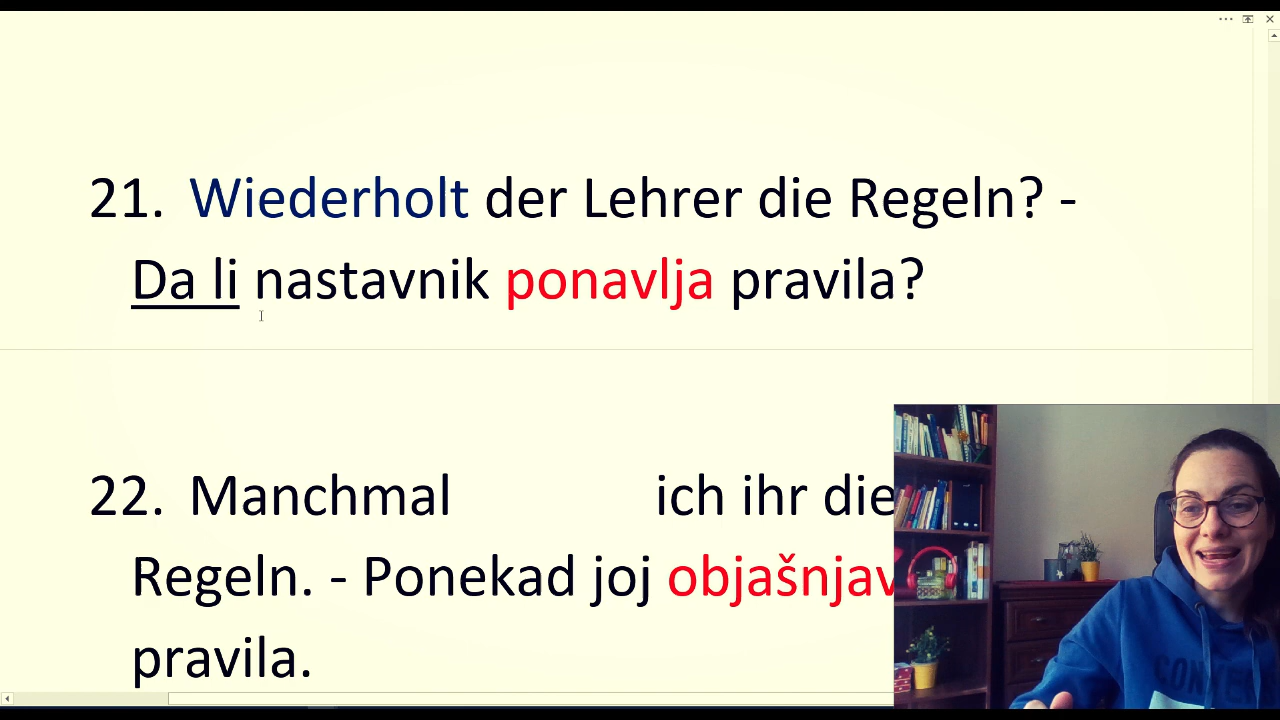 21. Wiederholt der Lehrer die Regeln? -
Da li nastavnik ponavlja pravila?
22. Manchmal ich ihr die
Regeln. - Ponekad joj
pravila.